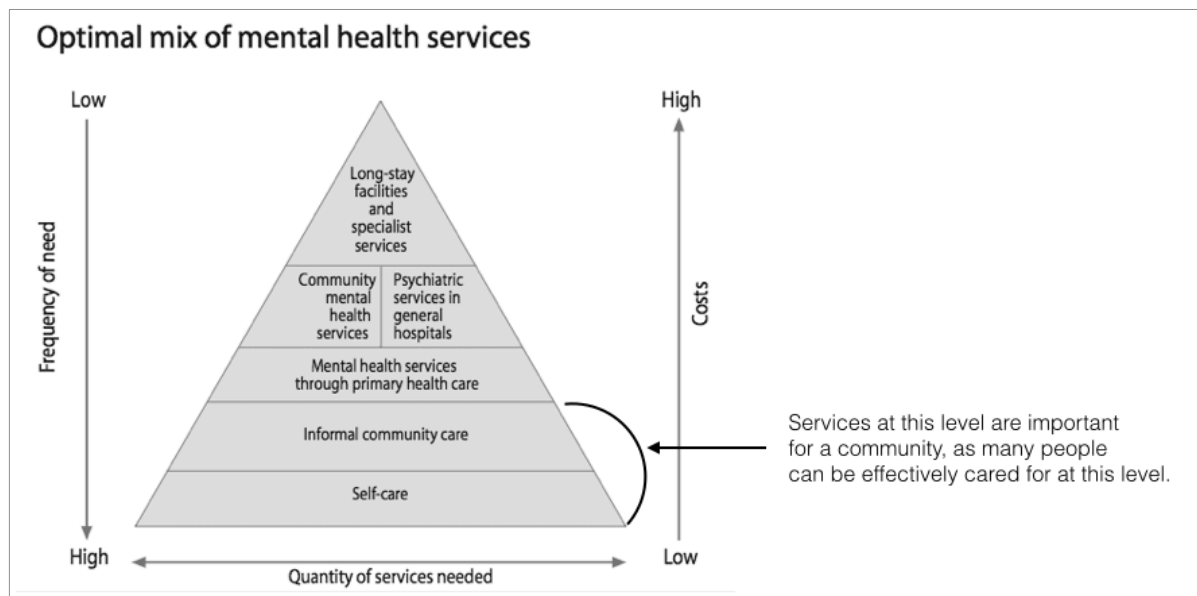 Optimal mix of mental health services
Low
High
Long-stay
facilities
and
specialist
services
Community
mental
health
services
Psychiatric
services in
general
hospitals
Frequency of need
Costs
Mental health services
through primary health care
Informal community care
Services at this level are important
for a community, as many people
can be effectively cared for at this level.
Self-care
High
Low
Quantity of services needed